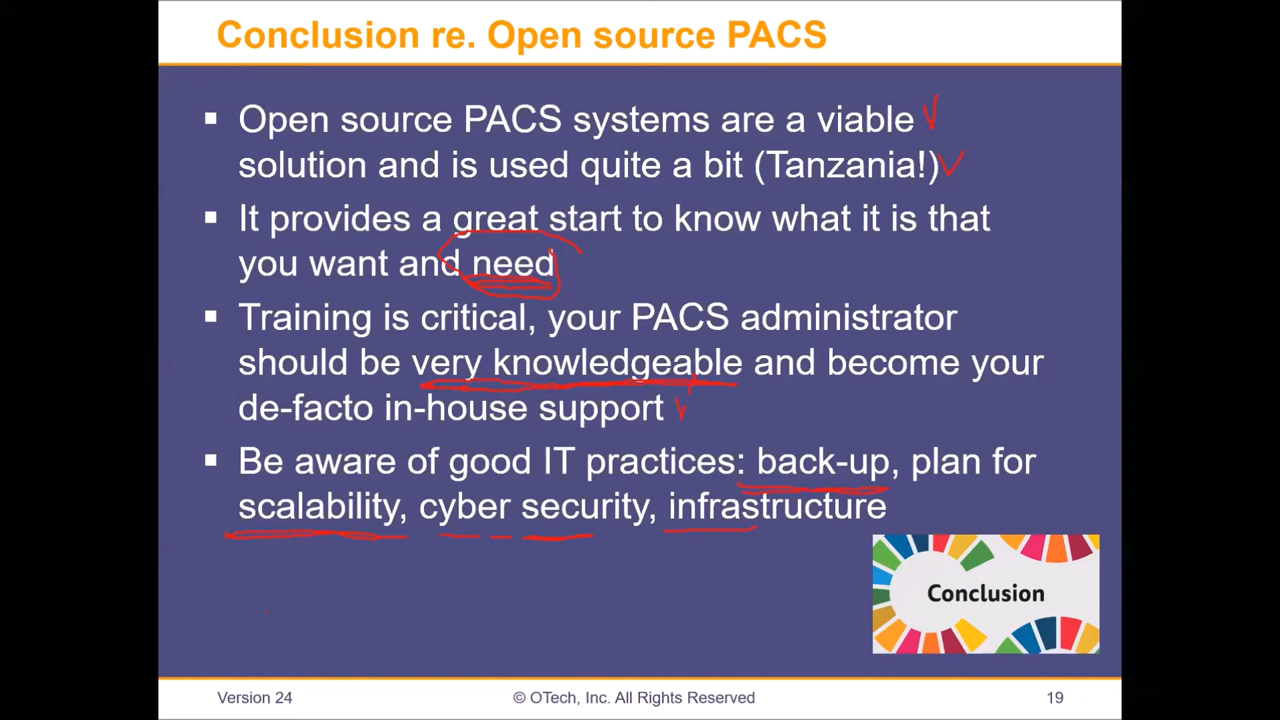 Conclusion re. Open source PACS
▪ Open source PACS systems are a viable
solution and is used quite a bit (Tanzania!)
▪ It provides a great start to know what it is that
you want and need
▪ Training is critical, your PACS administrator
should be very knowledgeable and become your
de-facto in-house support
▪ Be aware of good IT practices: back-up, plan for
scalability, cyber security, infrastructure
Conclusion
Version 24
© OTech, Inc. All Rights Reserved
19